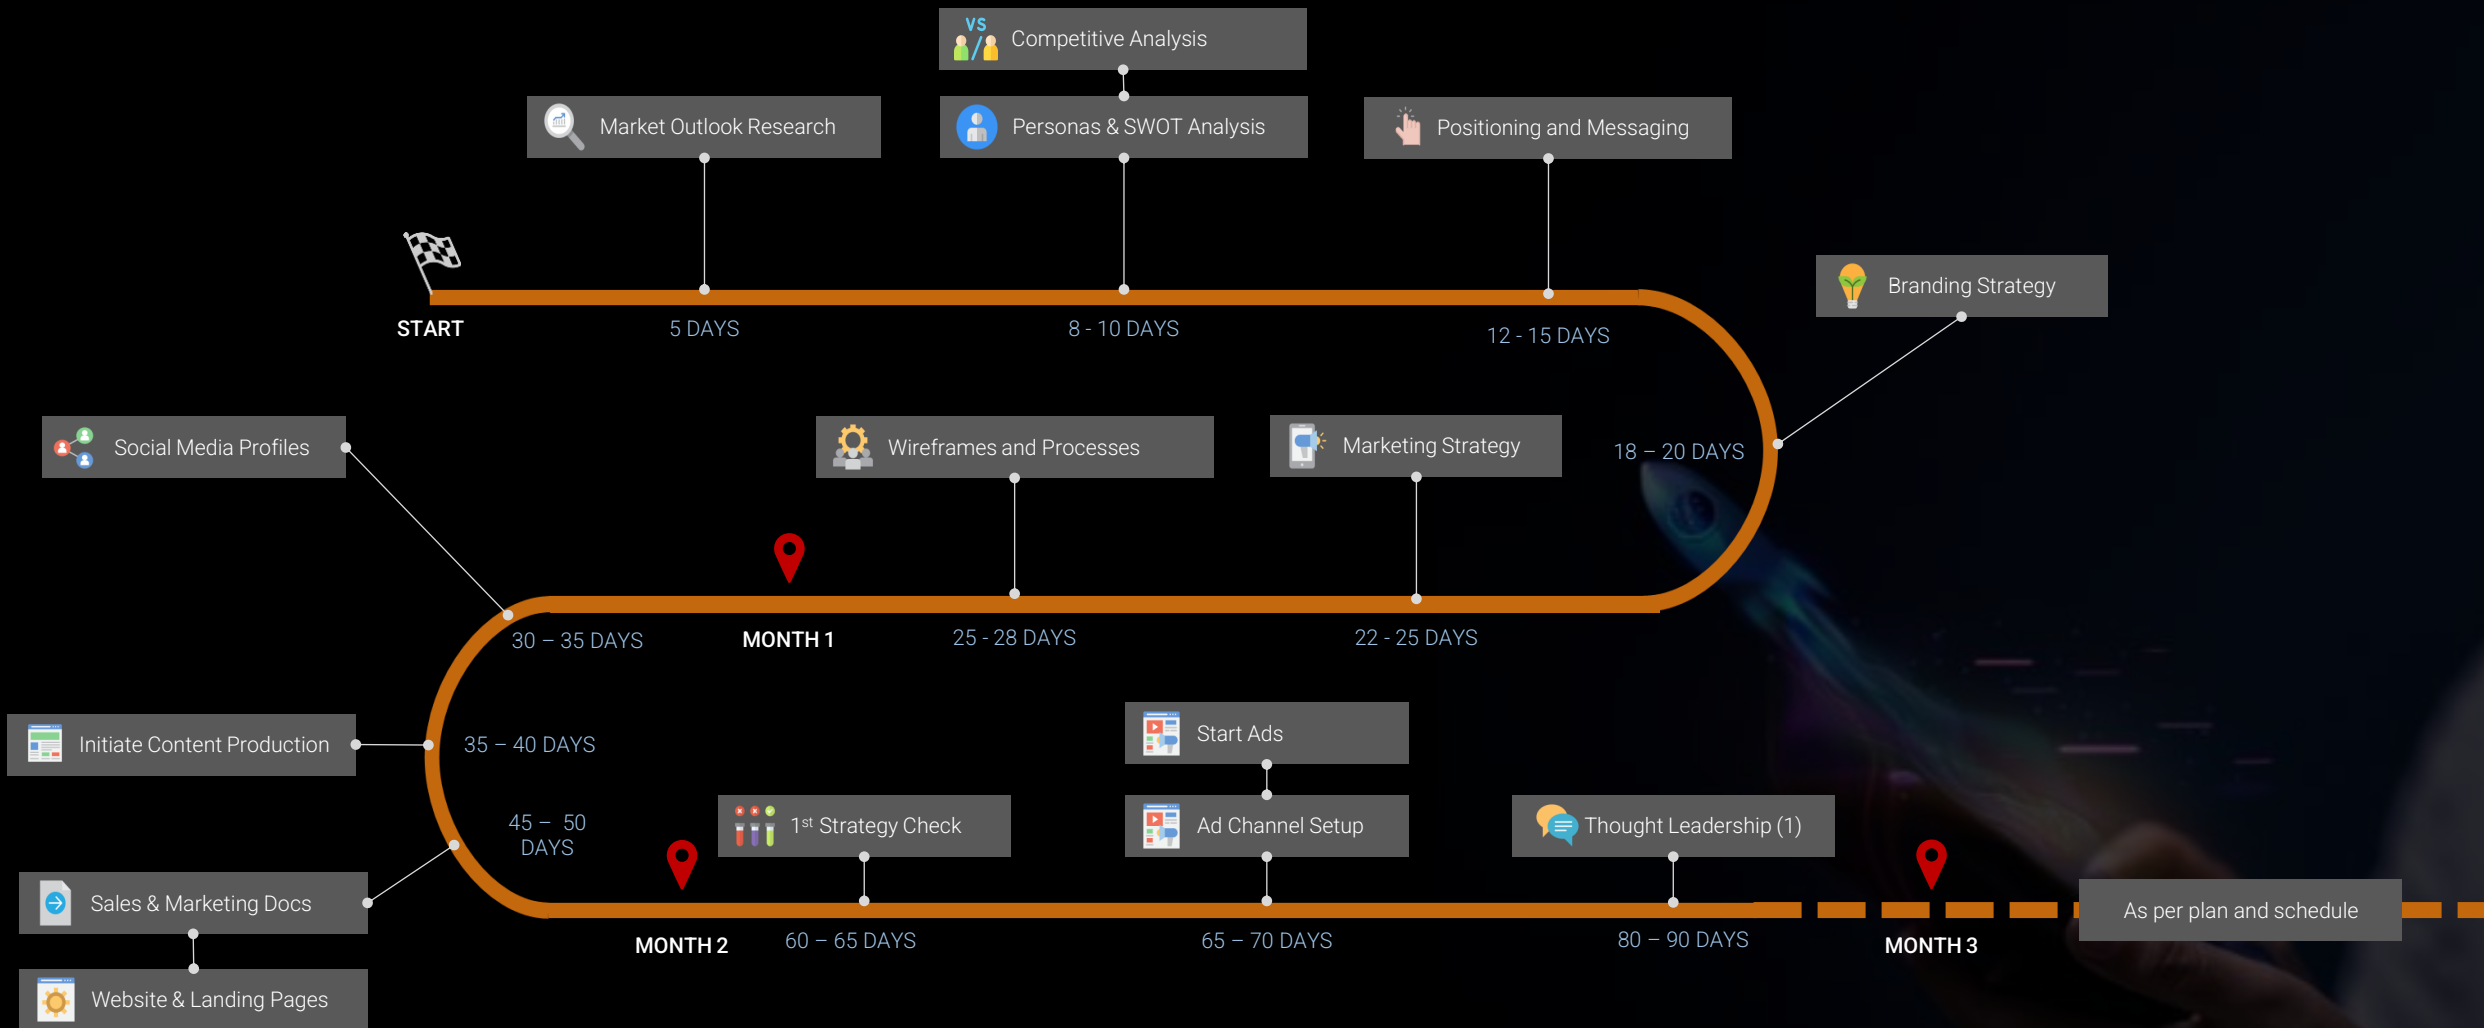 VS
Competitive Analysis
Market Outlook Research
Personas & SWOT Analysis
Positioning and Messaging
Branding Strategy
START
5 DAYS
8 - 10 DAYS
12 - 15 DAYS
Social Media Profiles
Wireframes and Processes
Marketing Strategy
18 – 20 DAYS
30 – 35 DAYS
MONTH 1
25 - 28 DAYS
22 - 25 DAYS
Initiate Content Production
35 – 40 DAYS
Start Ads
45 – 50
DAYS
1st Strategy Check
Ad Channel Setup
Thought Leadership (1)
Sales & Marketing Docs
As per plan and schedule
MONTH 2
60 – 65 DAYS
65 – 70 DAYS
80 – 90 DAYS
MONTH 3
Website & Landing Pages